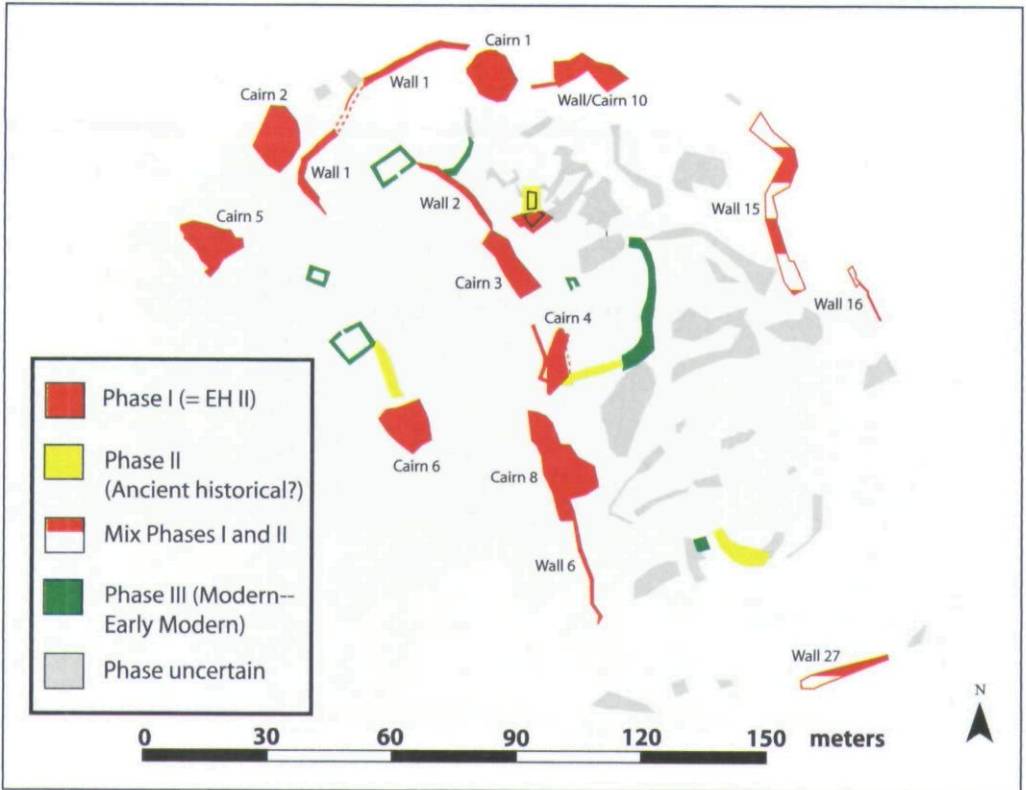 Cairn 1
Wall 1
Cairn 2
Wall/Cairn 10
Wall 1
Wall 2
Wall 15
Cairn 5
Cairn 3
Wall 16
Cairn 4
Phase I (= EH II)
Phase II
(Ancient historical?)
Mix Phases I and II
Phase III (Modern--
Early Modern)
Phase uncertain
Cairn 6
Cairn 8
Wall 6
Wall 27
N
0 30 60 90 120 150 meters